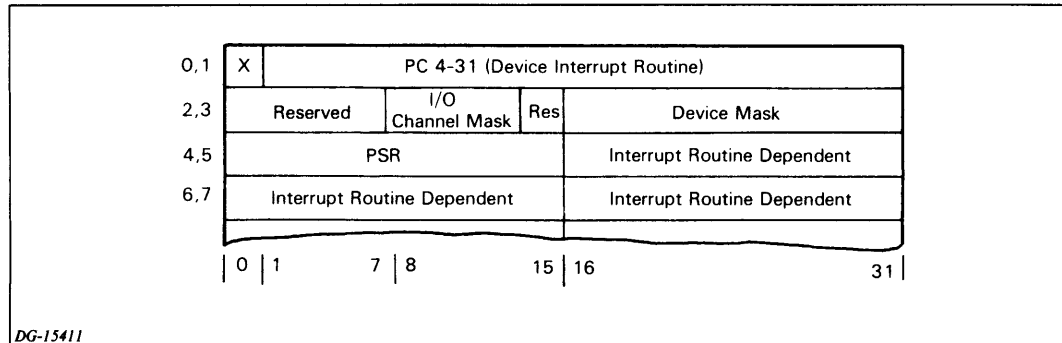 0,1 X PC 4-31 (Device Interrupt Routine)
2,3 Reserved I/O Channel Mask Res Device Mask
4,5 PSR Interrupt Routine Dependent
6,7 Interrupt Routine Dependent Interrupt Routine Dependent
0 1 7 8 15 16 31
DG-15411